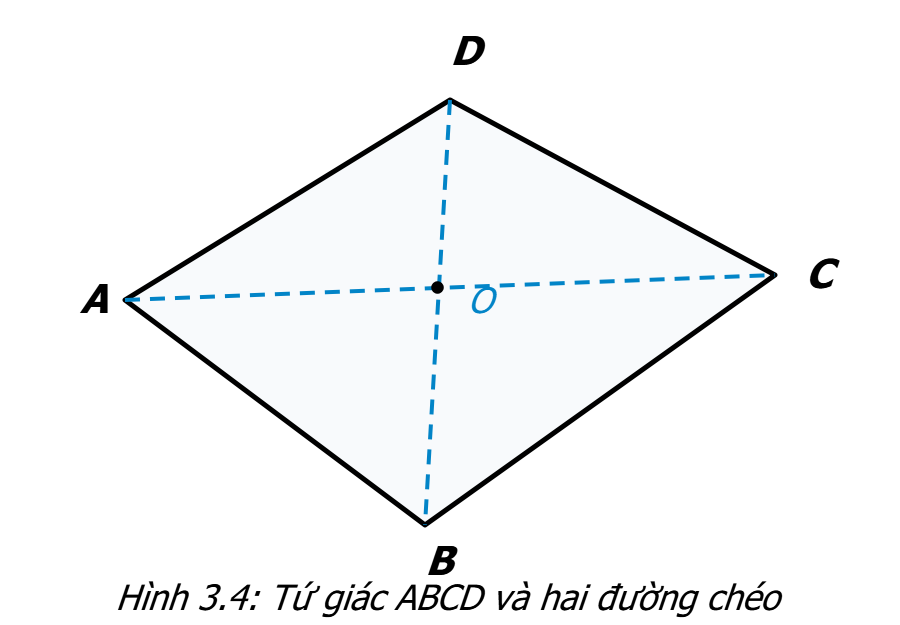 D
A
O
C
B
Hình 3.4: Tứ giác ABCD và hai đường chéo